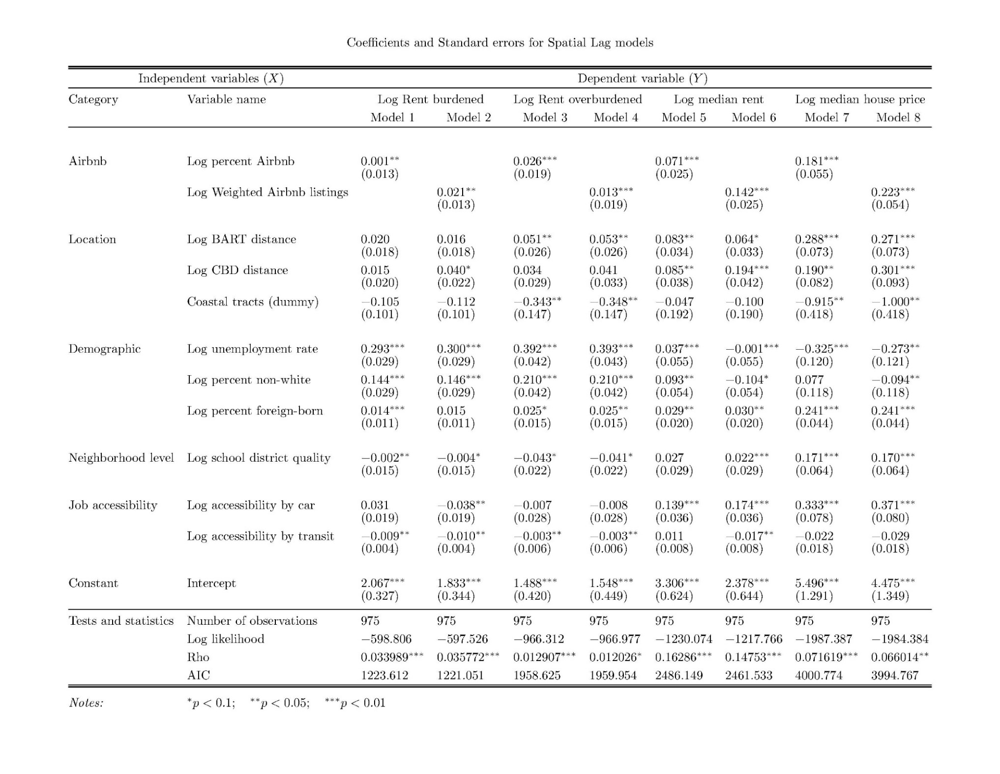 Coefficients and Standard errors for Spatial Lag models
Independent variables (X) Dependent variable (Y)
Category Variable name Log Rent burdened Log Rent overburdened Log median rent Log median house price
Model 1 Model 2 Model 3 Model 4 Model 5 Model 6 Model 7 Model 8
Airbnb Log percent Airbnb 0.001** 0.026*** 0.071*** 0.181***
(0.013) (0.019) (0.025) (0.055)
Log Weighted Airbnb listings 0.021** 0.013*** 0.142*** 0.223***
(0.013) (0.019) (0.025) (0.054)
Location Log BART distance 0.020 0.016 0.051** 0.053** 0.083** 0.064* 0.288*** 0.271***
(0.018) (0.018) (0.026) (0.026) (0.034) (0.033) (0.073) (0.073)
Log CBD distance 0.015 0.040* 0.034 0.041 0.085** 0.194*** 0.190** 0.301***
(0.020) (0.022) (0.029) (0.033) (0.038) (0.042) (0.082) (0.093)
Coastal tracts (dummy) −0.105 −0.112 −0.343** −0.348** −0.047 −0.100 −0.915** −1.000**
(0.101) (0.101) (0.147) (0.147) (0.192) (0.190) (0.418) (0.418)
Demographic Log unemployment rate 0.293*** 0.300*** 0.392*** 0.393*** 0.037*** −0.001*** −0.325*** −0.273**
(0.029) (0.029) (0.042) (0.043) (0.055) (0.055) (0.120) (0.121)
Log percent non-white 0.144*** 0.146*** 0.210*** 0.210*** 0.093** −0.104* 0.077 −0.094**
(0.029) (0.029) (0.042) (0.042) (0.054) (0.054) (0.118) (0.118)
Log percent foreign-born 0.014*** 0.015 0.025* 0.025** 0.029** 0.030** 0.241*** 0.241***
(0.011) (0.011) (0.015) (0.015) (0.020) (0.020) (0.044) (0.044)
Neighborhood level Log school district quality −0.002** −0.004* −0.043* −0.041* 0.027 0.022*** 0.171*** 0.170***
(0.015) (0.015) (0.022) (0.022) (0.029) (0.029) (0.064) (0.064)
Job accessibility Log accessibility by car 0.031 −0.038** −0.007 −0.008 0.139*** 0.174*** 0.333*** 0.371***
(0.019) (0.019) (0.028) (0.028) (0.036) (0.036) (0.078) (0.080)
Log accessibility by transit −0.009** −0.010** −0.003** −0.003** 0.011 −0.017** −0.022 −0.029
(0.004) (0.004) (0.006) (0.006) (0.008) (0.008) (0.018) (0.018)
Constant Intercept 2.067*** 1.833*** 1.488*** 1.548*** 3.306*** 2.378*** 5.496*** 4.475***
(0.327) (0.344) (0.420) (0.449) (0.624) (0.644) (1.291) (1.349)
Tests and statistics Number of observations 975 975 975 975 975 975 975 975
Log likelihood −598.806 −597.526 −966.312 −966.977 −1230.074 −1217.766 −1987.387 −1984.384
Rho 0.033989*** 0.035772*** 0.012907*** 0.012026* 0.16286*** 0.14753*** 0.071619*** 0.066014**
AIC 1223.612 1221.051 1958.625 1959.954 2486.149 2461.533 4000.774 3994.767
Notes: *p < 0.1; **p < 0.05; ***p < 0.01